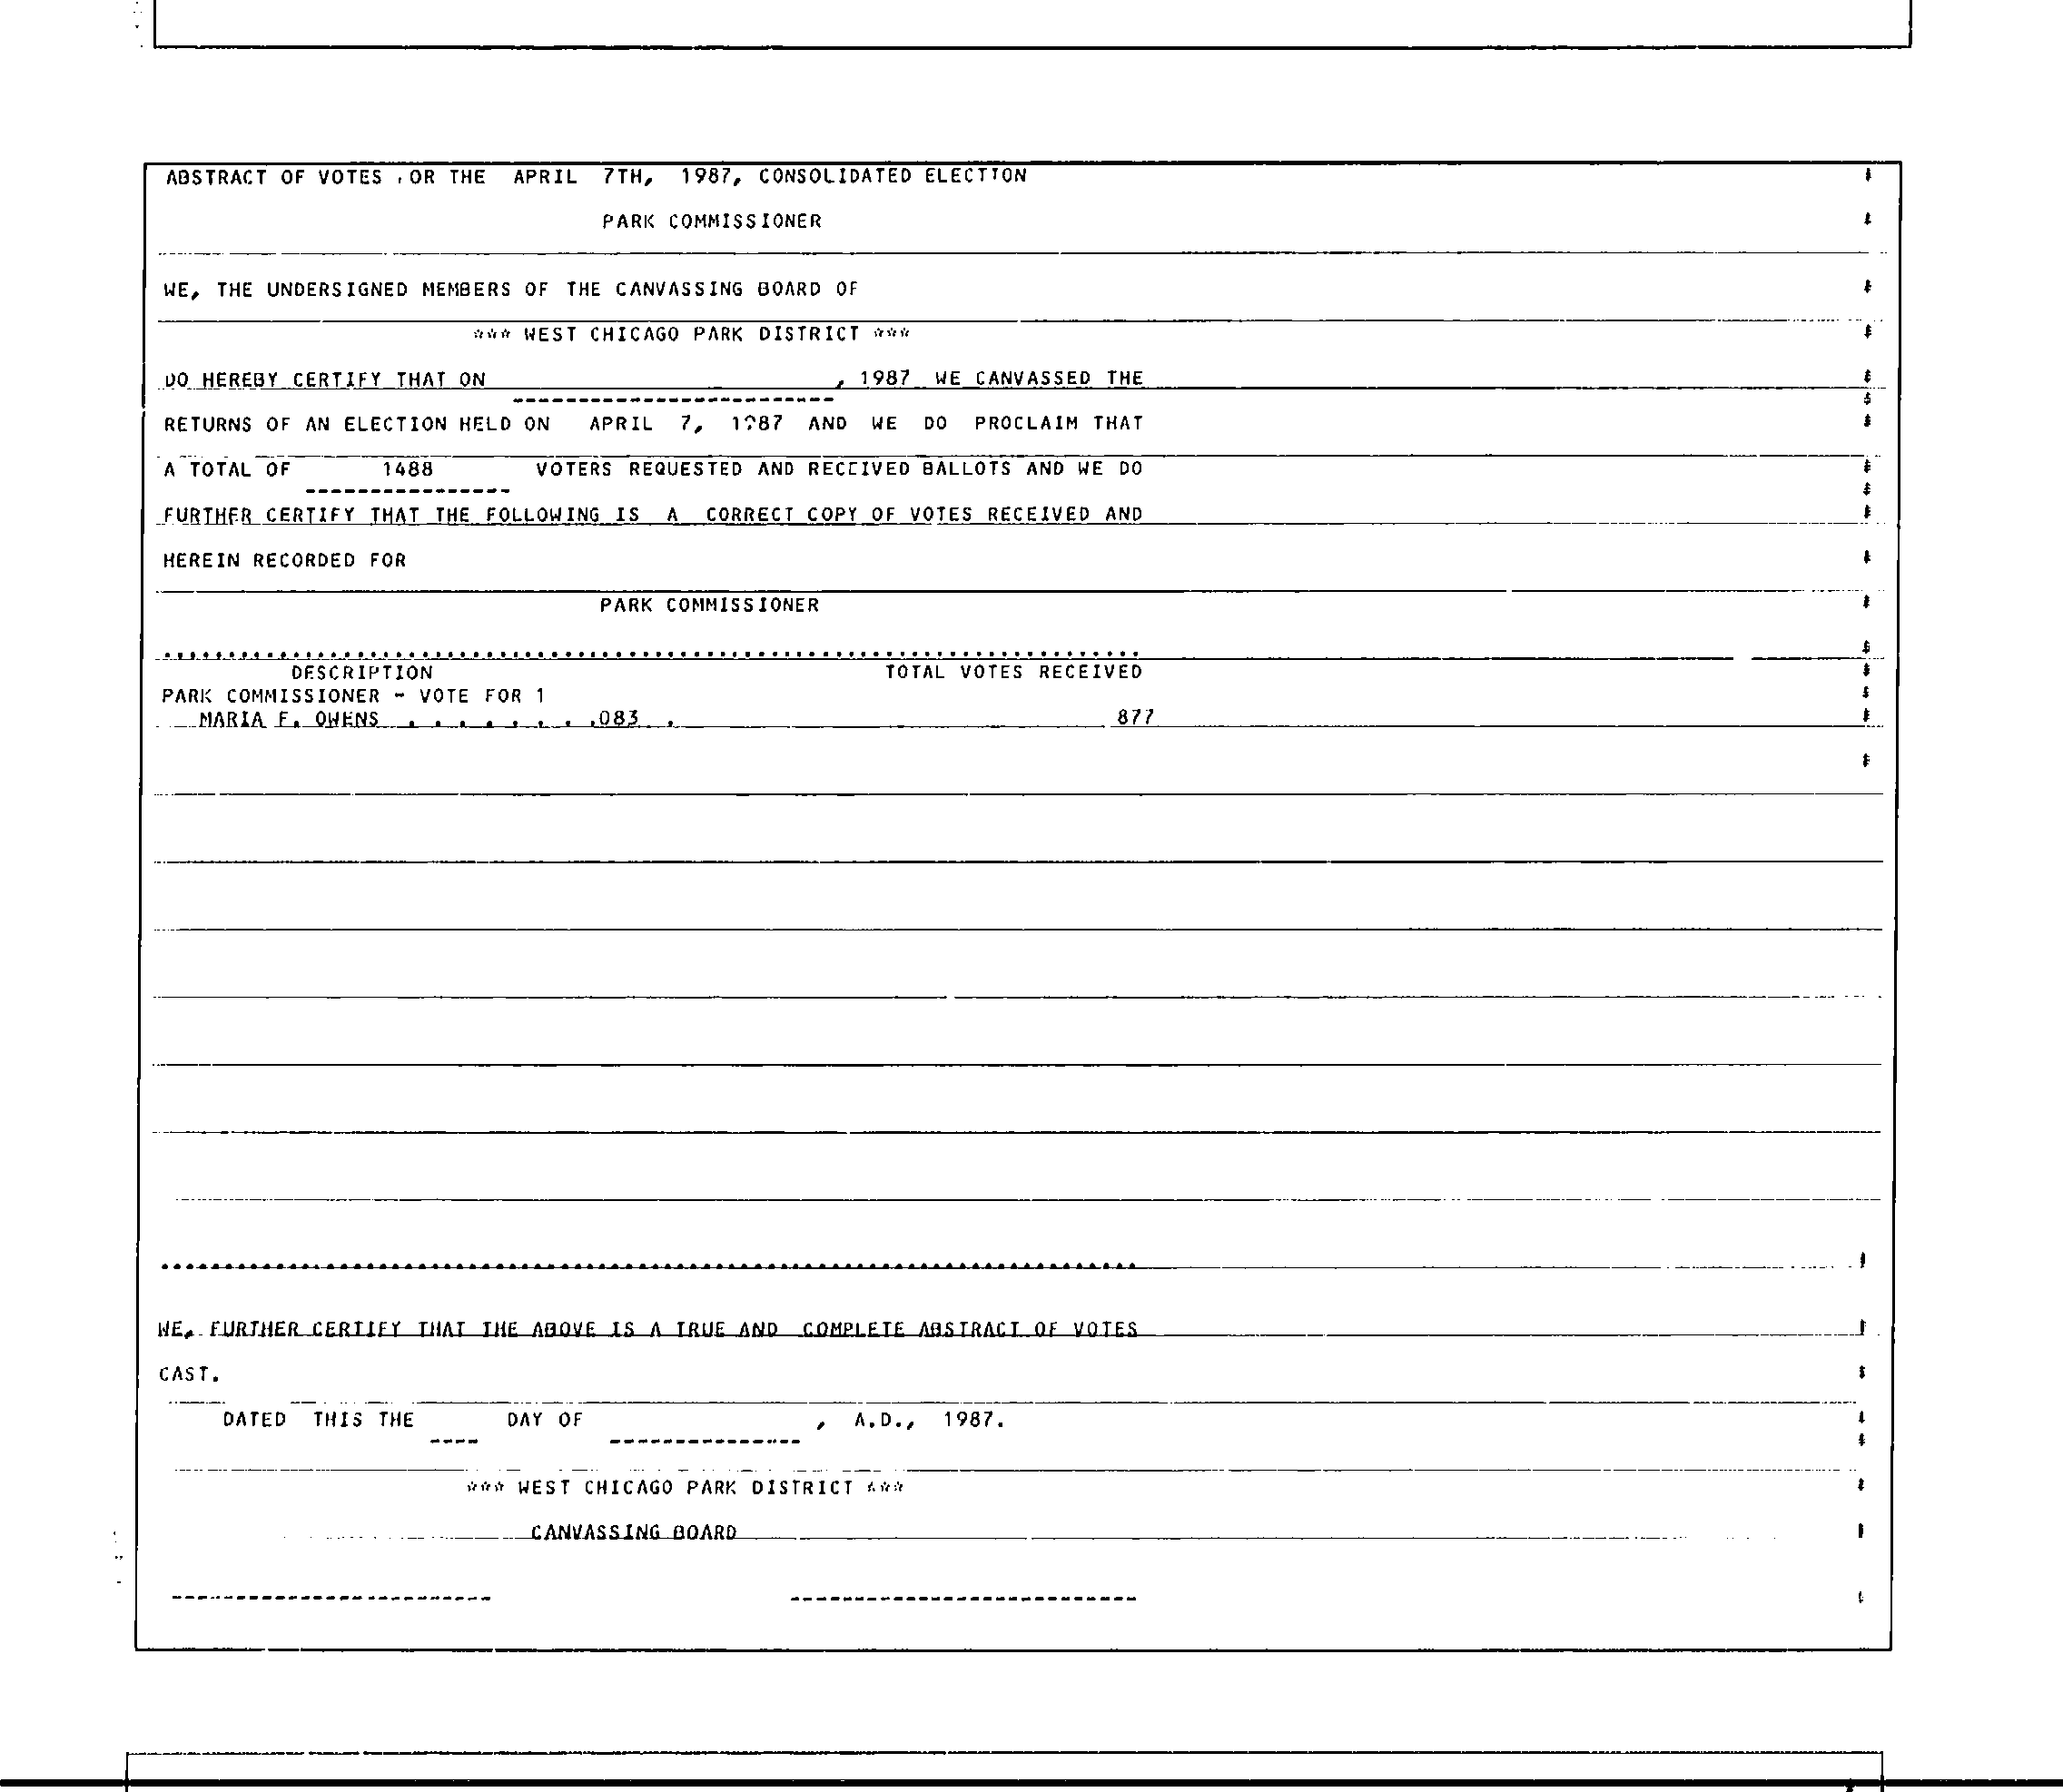 ABSTRACT OF VOTES OR THE APRIL 7TH, 1987, CONSOLIDATED ELECTION
PARK COMMISSIONER
WE, THE UNDERSIGNED MEMBERS OF THE CANVASSING BOARD OF
*** WEST CHICAGO PARK DISTRICT ***
DO HEREBY CERTIFY THAT ON , 1987 WE CANVASSED THE
RETURNS OF AN ELECTION HELD ON APRIL 7, 1987 AND WE DO PROCLAIM THAT
A TOTAL OF 1488 VOTERS REQUESTED AND RECEIVED BALLOTS AND WE DO
FURTHER CERTIFY THAT THE FOLLOWING IS A CORRECT COPY OF VOTES RECEIVED AND
HEREIN RECORDED FOR
PARK COMMISSIONER
DESCRIPTION TOTAL VOTES RECEIVED
PARK COMMISSIONER - VOTE FOR 1
MARIA F. OWENS . . . . . . . .083 . 877
WE, FURTHER CERTIFY THAT THE ABOVE IS A TRUE AND COMPLETE ABSTRACT OF VOTES
CAST.
DATED THIS THE ---- DAY OF --------------- , A.D., 1987.
*** WEST CHICAGO PARK DISTRICT ***
CANVASSING BOARD